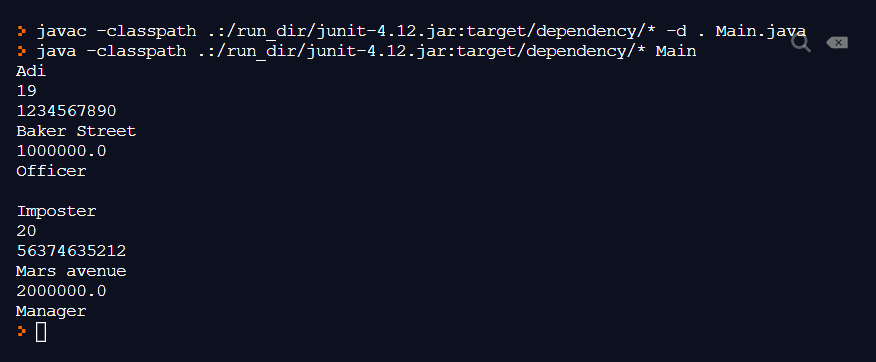 > javac -classpath .:/run_dir/junit-4.12.jar:target/dependency/* -d . Main.java
> java -classpath .:/run_dir/junit-4.12.jar:target/dependency/* Main
Adi
19
1234567890
Baker Street
1000000.0
Officer

Imposter
20
56374635212
Mars avenue
2000000.0
Manager
>